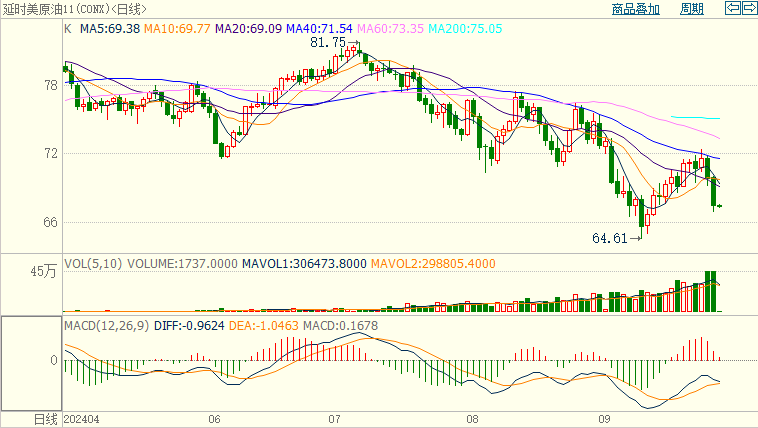 延时美原油11(CONX)<日线> 商品叠加 周期
K MA5:69.38 MA10:69.77 MA20:69.09 MA40:71.54 MA60:73.35 MA200:75.05
81.75
78
72
66
64.61
45万 VOL(5,10) VOLUME:1737.0000 MAVOL1:306473.8000 MAVOL2:298805.4000
MACD(12,26,9) DIFF:-0.9624 DEA:-1.0463 MACD:0.1678
0
日线 202404 06 07 08 09